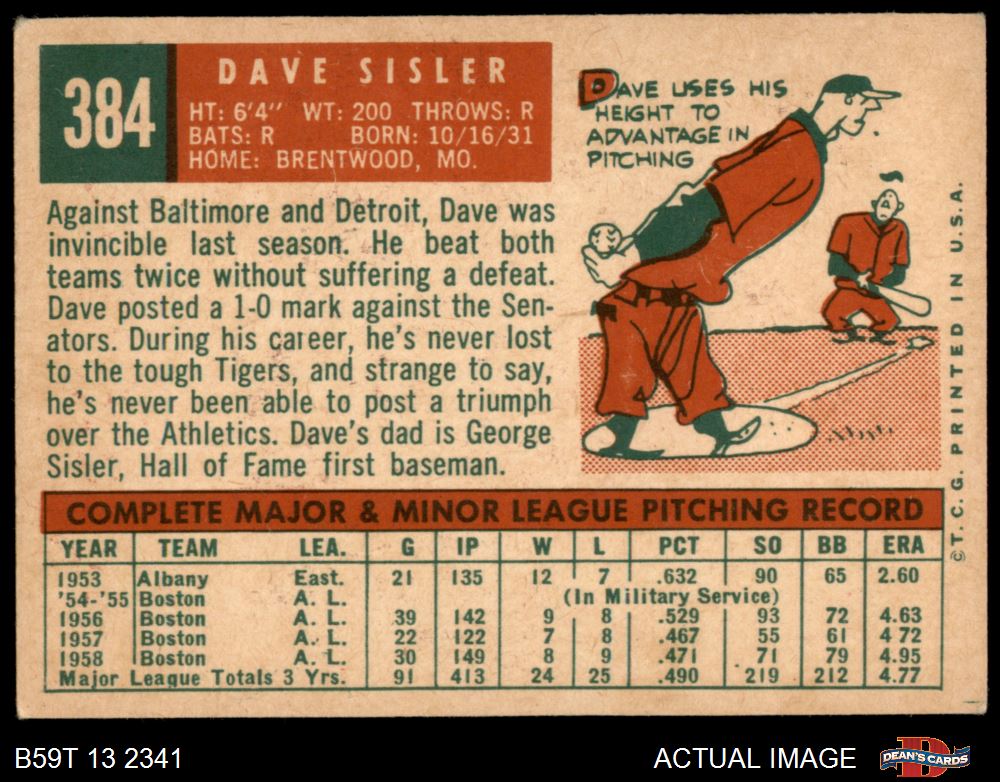 384
DAVE SISLER
HT: 6'4" WT: 200 THROWS: R
BATS: R BORN: 10/16/31
HOME: BRENTWOOD, MO.
DAVE USES HIS
HEIGHT TO
ADVANTAGE IN
PITCHING
Against Baltimore and Detroit, Dave was
invincible last season. He beat both
teams twice without suffering a defeat.
Dave posted a 1-0 mark against the Sen-
ators. During his career, he's never lost
to the tough Tigers, and strange to say,
he's never been able to post a triumph
over the Athletics. Dave's dad is George
Sisler, Hall of Fame first baseman.
COMPLETE MAJOR & MINOR LEAGUE PITCHING RECORD
YEAR TEAM LEA. G IP W L PCT SO BB ERA
1953 Albany East. 21 135 12 7 .632 90 65 2.60
'54-'55 Boston A. L. (In Military Service)
1956 Boston A. L. 39 142 9 8 .529 93 72 4.63
1957 Boston A. L. 22 122 7 8 .467 55 61 4 72
1958 Boston A. L. 30 149 8 9 .471 71 79 4.95
Major League Totals 3 Yrs. 91 413 24 25 .490 219 212 4.77
©T. C. G. PRINTED IN U.S.A.
B59T 13 2341
ACTUAL IMAGE
DEAN'S CARDS